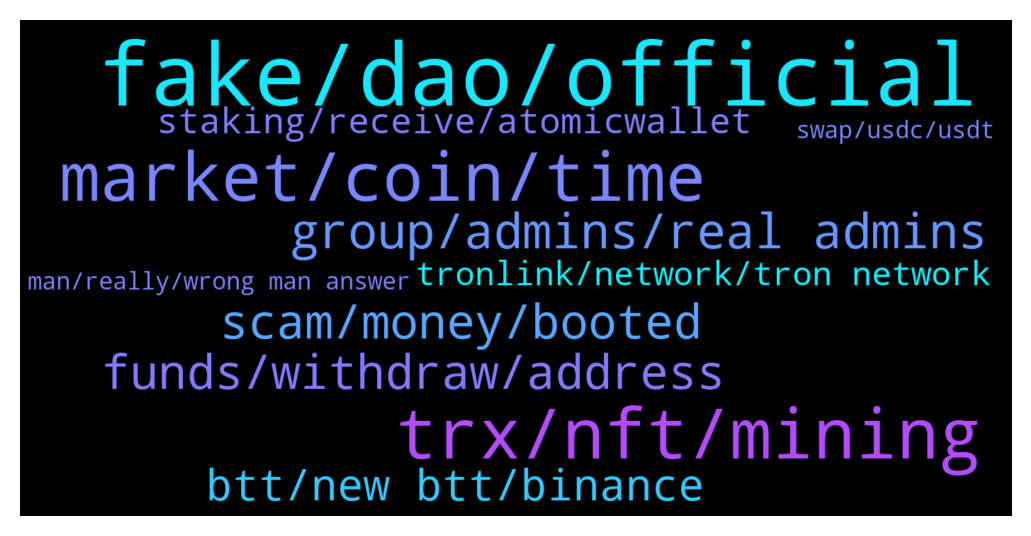 fake/dao/official
staking/receive/atomicwallet
swap/usdc/usdt
market/coin/time
group/admins/real admins
man/really/wrong man answer
tronlink/network/tron network
scam/money/booted
funds/withdraw/address
trx/nft/mining
btt/new btt/binance